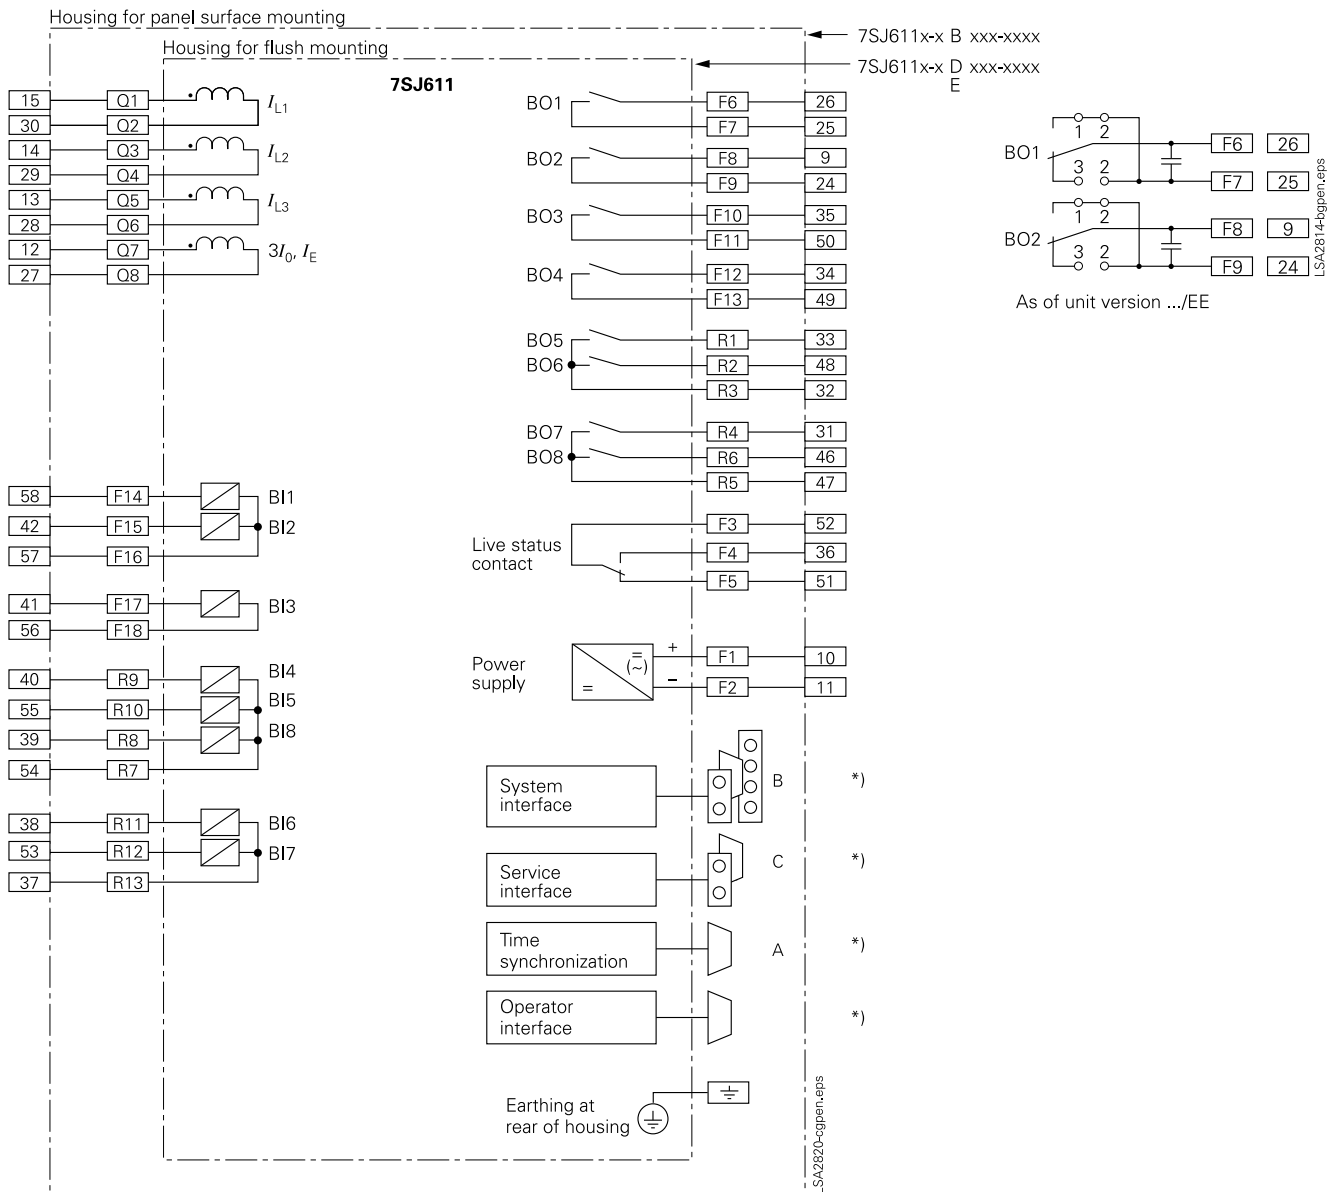 Housing for panel surface mounting
7SJ611x-x B xxx-xxxx
Housing for flush mounting
7SJ611x-x D xxx-xxxx
E
7SJ611
15 Q1 I_L1
30 Q2
14 Q3 I_L2
29 Q4
13 Q5 I_L3
28 Q6
12 Q7 3I_0, I_E
27 Q8
58 F14 BI1
42 F15 BI2
57 F16
41 F17 BI3
56 F18
40 R9 BI4
55 R10 BI5
39 R8 BI8
54 R7
38 R11 BI6
53 R12 BI7
37 R13
BO1 F6 26
F7 25
BO2 F8 9
F9 24
BO3 F10 35
F11 50
BO4 F12 34
F13 49
BO5 R1 33
BO6 R2 48
R3 32
BO7 R4 31
BO8 R6 46
R5 47
F3 52
Live status
contact
F4 36
F5 51
Power
supply
= (~) =
+ F1 10
– F2 11
System
interface
B *)
Service
interface
C *)
Time
synchronization
A *)
Operator
interface
*)
Earthing at
rear of housing
LSA2820-cgpen.eps
1 2
BO1 F6 26
3 2
F7 25
1 2
BO2 F8 9
3 2
F9 24
As of unit version .../EE
LSA2814-bgpen.eps